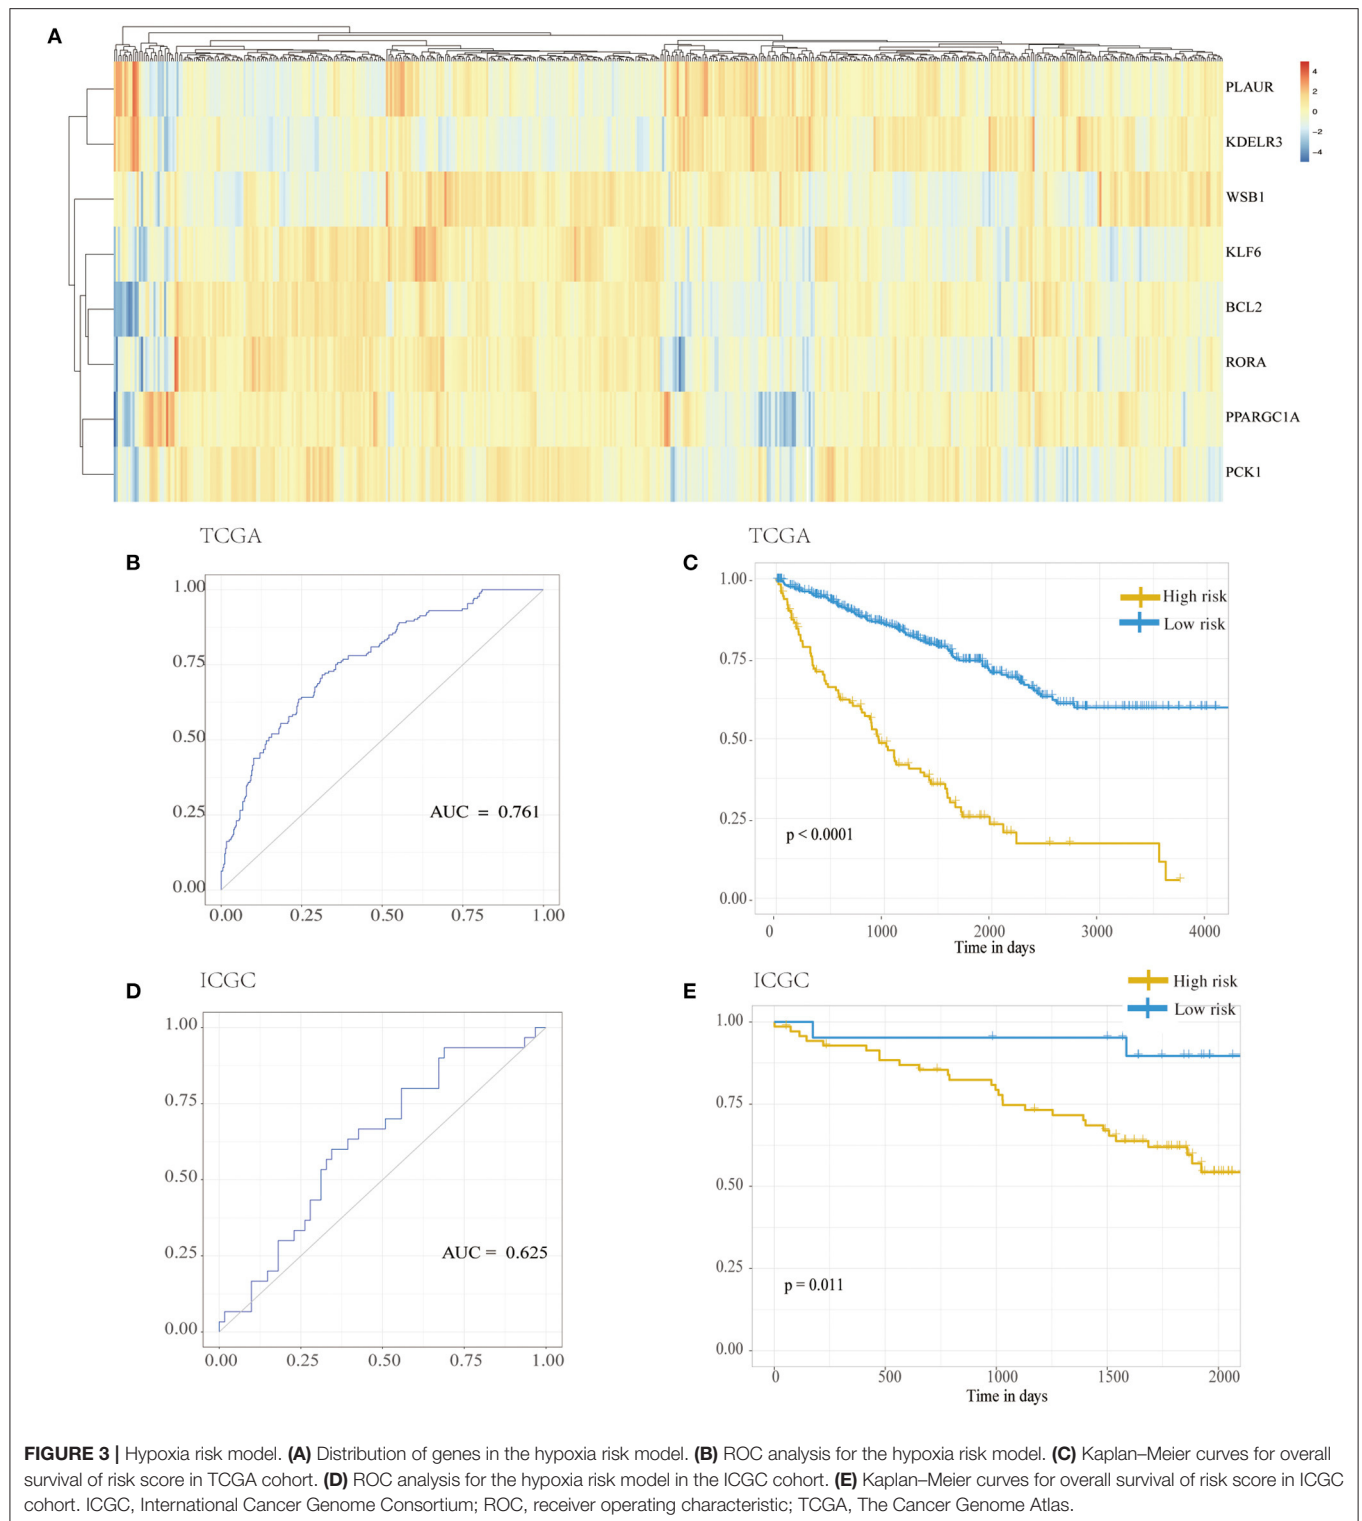 A
PLAUR
KDELR3
WSB1
KLF6
BCL2
RORA
PPARGC1A
PCK1
4
2
0
−2
−4
TCGA
B
1.00
0.75
0.50
0.25
0.00
0.00 0.25 0.50 0.75 1.00
AUC = 0.761
TCGA
C
1.00
0.75
0.50
0.25
0.00
High risk
Low risk
p < 0.0001
0 1000 2000 3000 4000
Time in days
ICGC
D
1.00
0.75
0.50
0.25
0.00
0.00 0.25 0.50 0.75 1.00
AUC = 0.625
ICGC
E
High risk
Low risk
1.00
0.75
0.50
0.25
0.00
p = 0.011
0 500 1000 1500 2000
Time in days
FIGURE 3 | Hypoxia risk model. (A) Distribution of genes in the hypoxia risk model. (B) ROC analysis for the hypoxia risk model. (C) Kaplan–Meier curves for overall
survival of risk score in TCGA cohort. (D) ROC analysis for the hypoxia risk model in the ICGC cohort. (E) Kaplan–Meier curves for overall survival of risk score in ICGC
cohort. ICGC, International Cancer Genome Consortium; ROC, receiver operating characteristic; TCGA, The Cancer Genome Atlas.